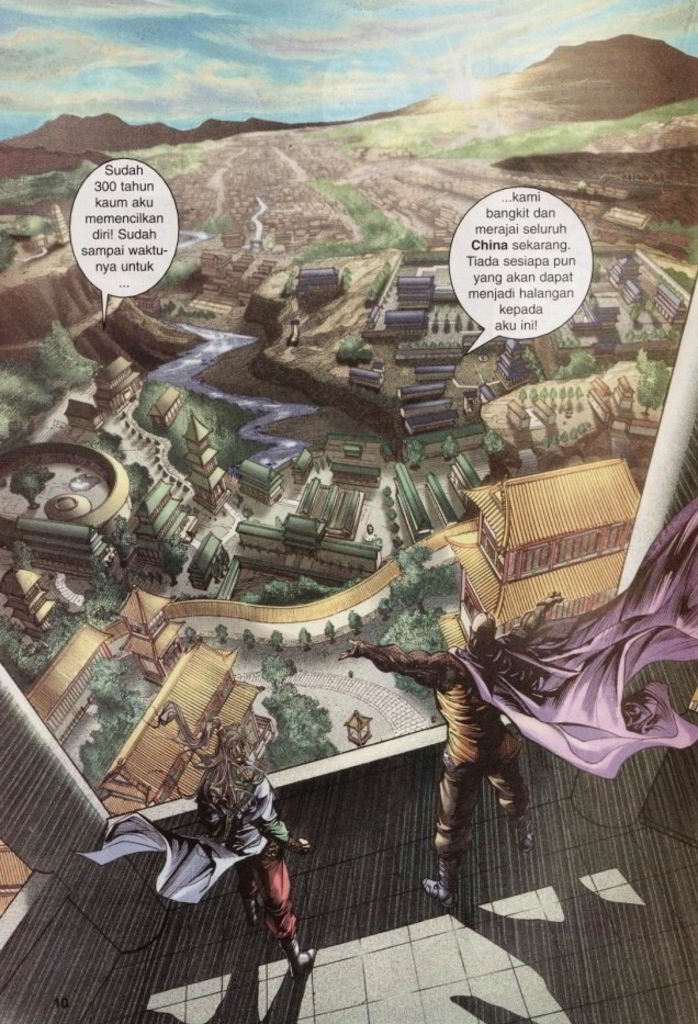 Sudah
300 tahun
kaum aku
memencilkan
diri! Sudah
sampai waktu-
nya untuk
...
...kami
bangkit dan
merajai seluruh
China sekarang.
Tiada sesiapa pun
yang akan dapat
menjadi halangan
kepada
aku ini!
10